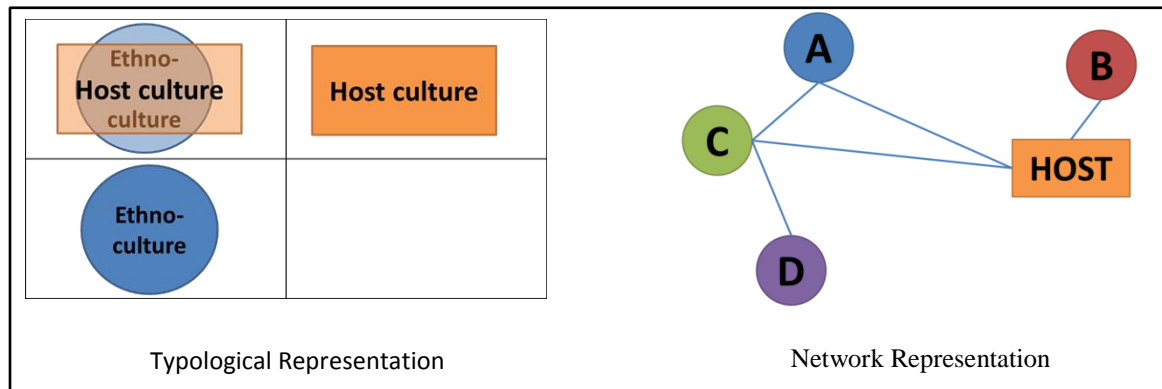 Ethno-
Host culture
culture
Host culture
Ethno-
culture
Typological Representation
A
B
C
HOST
D
Network Representation